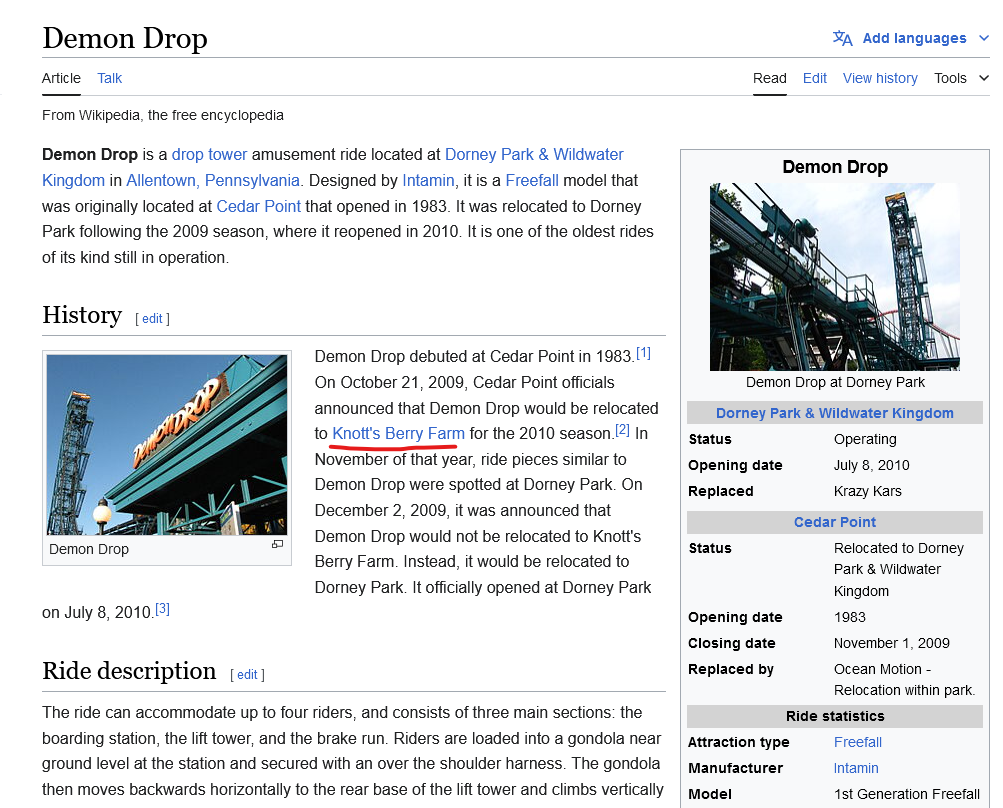 Demon Drop
Add languages
Article Talk
Read Edit View history Tools
From Wikipedia, the free encyclopedia
Demon Drop is a drop tower amusement ride located at Dorney Park & Wildwater
Kingdom in Allentown, Pennsylvania. Designed by Intamin, it is a Freefall model that
was originally located at Cedar Point that opened in 1983. It was relocated to Dorney
Park following the 2009 season, where it reopened in 2010. It is one of the oldest rides
of its kind still in operation.
History [ edit ]
DEMON DROP
Demon Drop
Demon Drop debuted at Cedar Point in 1983.[1]
On October 21, 2009, Cedar Point officials
announced that Demon Drop would be relocated
to Knott's Berry Farm for the 2010 season.[2] In
November of that year, ride pieces similar to
Demon Drop were spotted at Dorney Park. On
December 2, 2009, it was announced that
Demon Drop would not be relocated to Knott's
Berry Farm. Instead, it would be relocated to
Dorney Park. It officially opened at Dorney Park
on July 8, 2010.[3]
Ride description [ edit ]
The ride can accommodate up to four riders, and consists of three main sections: the
boarding station, the lift tower, and the brake run. Riders are loaded into a gondola near
ground level at the station and secured with an over the shoulder harness. The gondola
then moves backwards horizontally to the rear base of the lift tower and climbs vertically
Demon Drop
Demon Drop at Dorney Park
Dorney Park & Wildwater Kingdom
Status Operating
Opening date July 8, 2010
Replaced Krazy Kars
Cedar Point
Status Relocated to Dorney
Park & Wildwater
Kingdom
Opening date 1983
Closing date November 1, 2009
Replaced by Ocean Motion -
Relocation within park.
Ride statistics
Attraction type Freefall
Manufacturer Intamin
Model 1st Generation Freefall